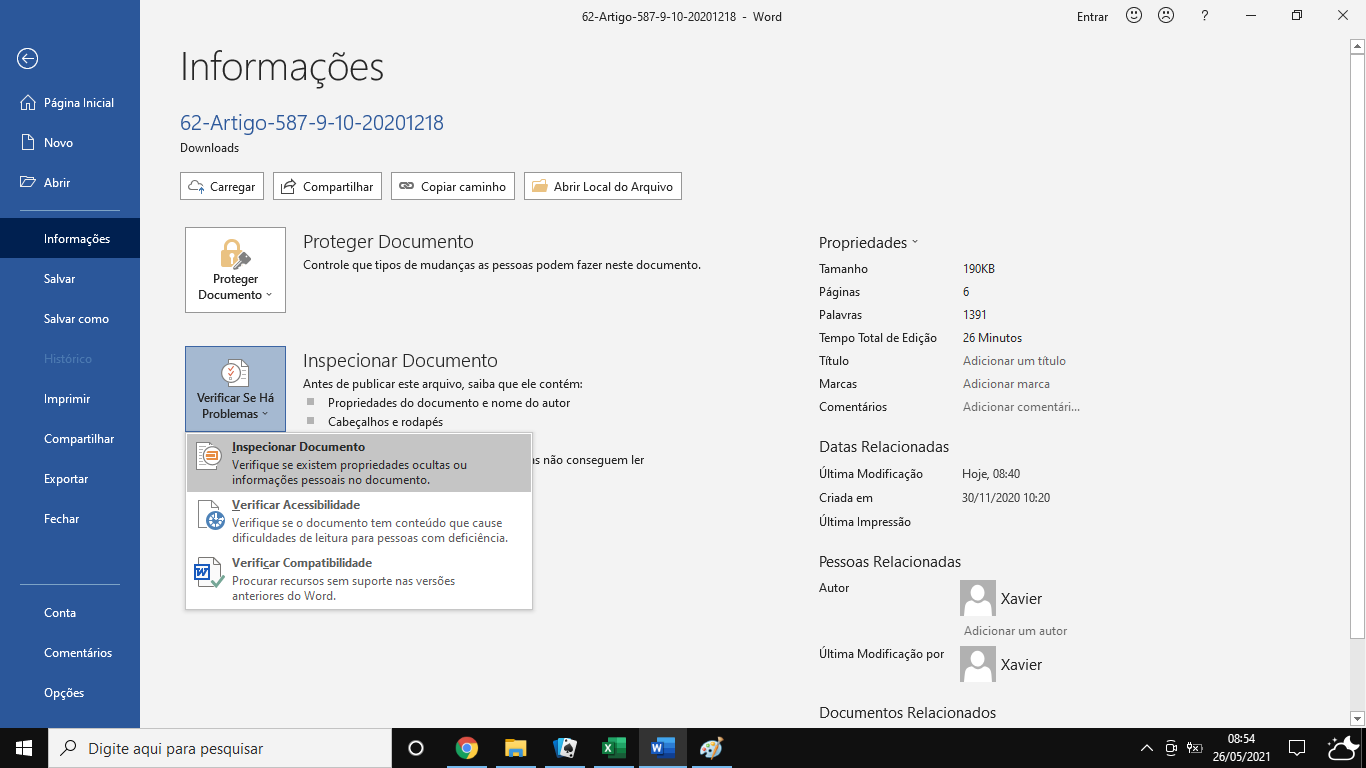 62-Artigo-587-9-10-20201218 - Word
Entrar
?
Informações
Página Inicial
Novo
Abrir
Informações
Salvar
Salvar como
Histórico
Imprimir
Compartilhar
Exportar
Fechar
Conta
Comentários
Opções
62-Artigo-587-9-10-20201218
Downloads
Carregar
Compartilhar
Copiar caminho
Abrir Local do Arquivo
Proteger
Documento
Proteger Documento
Controle que tipos de mudanças as pessoas podem fazer neste documento.
Verificar Se Há
Problemas
Inspecionar Documento
Antes de publicar este arquivo, saiba que ele contém:
Propriedades do documento e nome do autor
Cabeçalhos e rodapés
não conseguem ler
Inspecionar Documento
Verifique se existem propriedades ocultas ou
informações pessoais no documento.
Verificar Acessibilidade
Verifique se o documento tem conteúdo que cause
dificuldades de leitura para pessoas com deficiência.
Verificar Compatibilidade
Procurar recursos sem suporte nas versões
anteriores do Word.
Propriedades
Tamanho 190KB
Páginas 6
Palavras 1391
Tempo Total de Edição 26 Minutos
Título Adicionar um título
Marcas Adicionar marca
Comentários Adicionar comentári...
Datas Relacionadas
Última Modificação Hoje, 08:40
Criada em 30/11/2020 10:20
Última Impressão
Pessoas Relacionadas
Autor Xavier
Adicionar um autor
Última Modificação por Xavier
Documentos Relacionados
Digite aqui para pesquisar
08:54
26/05/2021